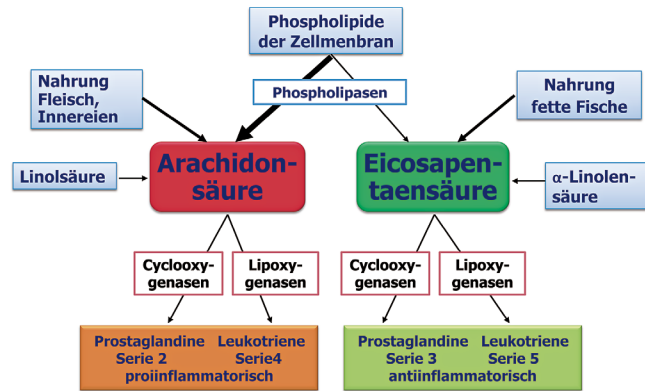 Phospholipide
der Zellmenbran
Phospholipasen
Nahrung
Fleisch,
Innereien
Nahrung
fette Fische
Linolsäure
Arachidon-
säure
Eicosapen-
taensäure
α-Linolen-
säure
Cyclooxy-
genasen
Lipoxy-
genasen
Cyclooxy-
genasen
Lipoxy-
genasen
Prostaglandine Leukotriene
Serie 2 Serie4
proiinflammatorisch
Prostaglandine Leukotriene
Serie 3 Serie 5
antiinflammatorisch